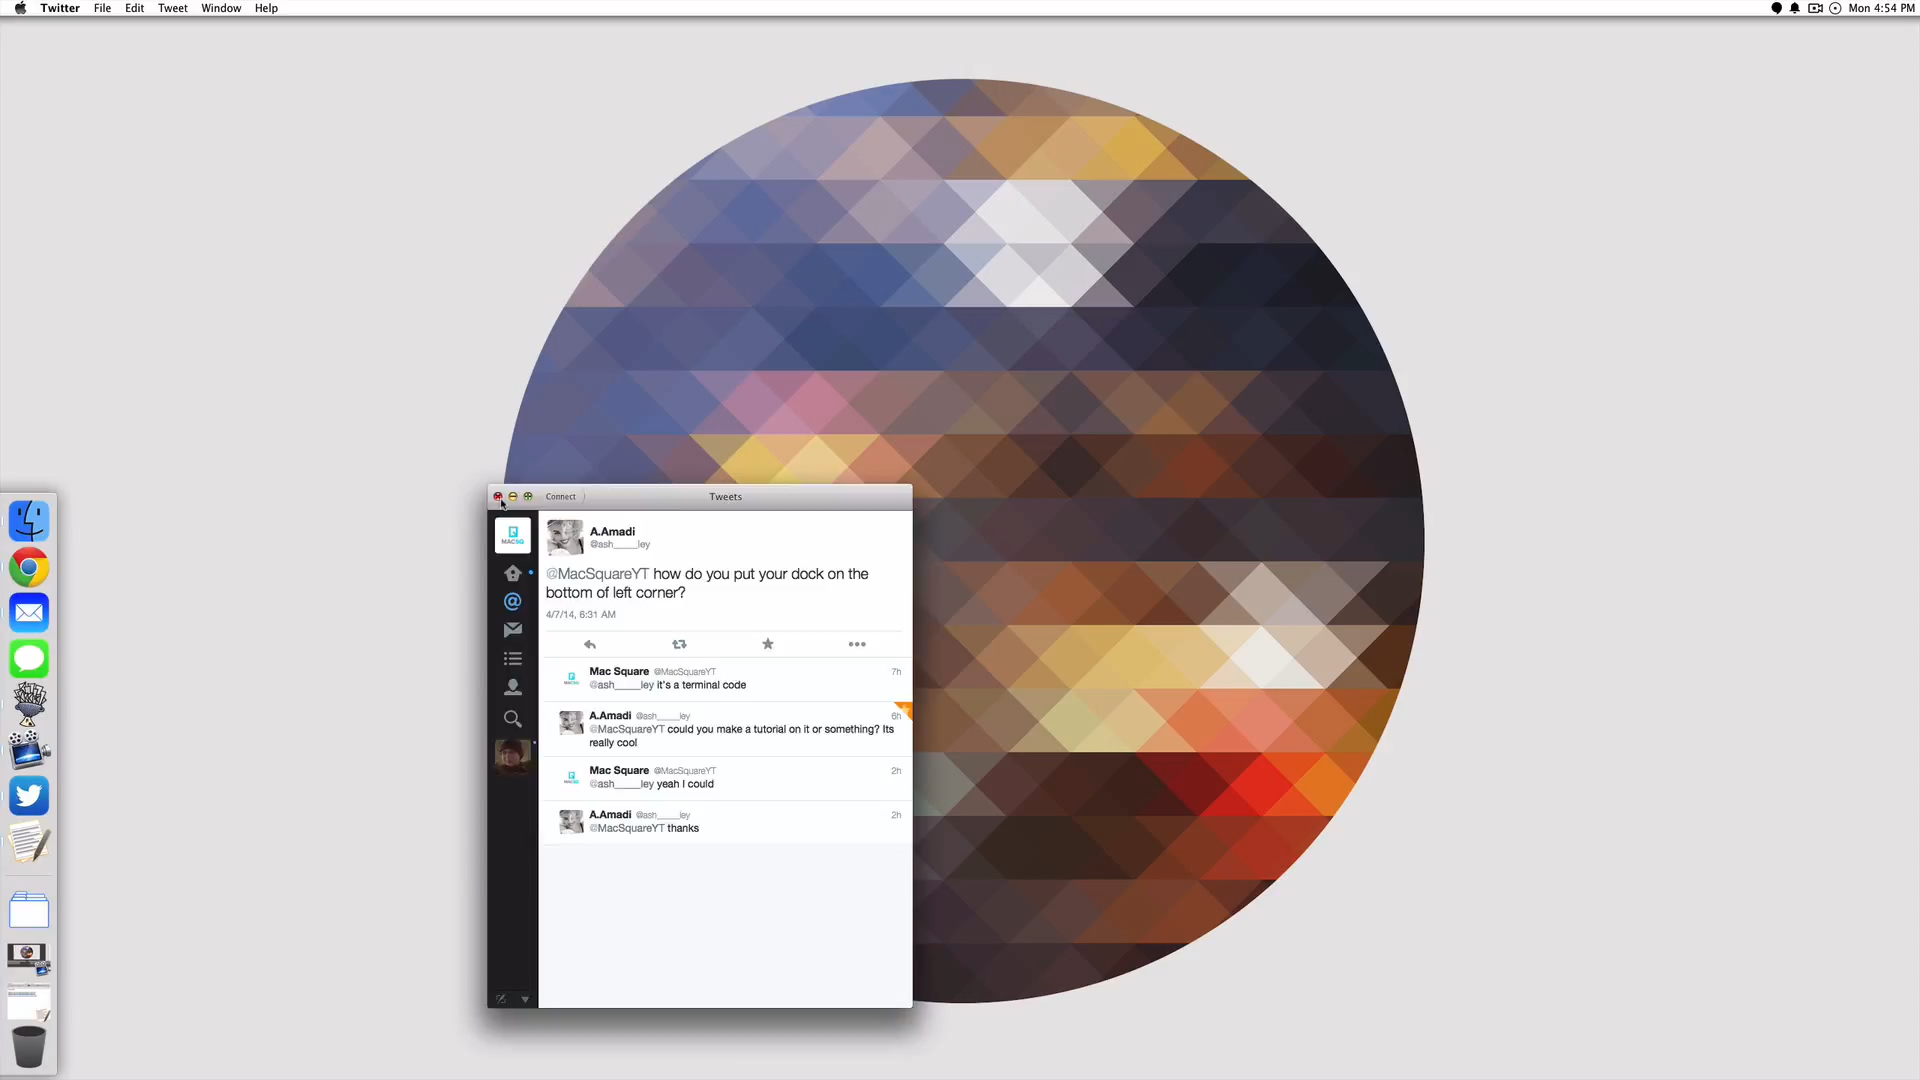 Twitter File Edit Tweet Window Help Mon 4:54 PM
Connect Tweets
MACSQ
A.Amadi
@ash____ley
@MacSquareYT how do you put your dock on the
bottom of left corner?
4/7/14, 6:31 AM
Mac Square @MacSquareYT 7h
@ash____ley it's a terminal code
A.Amadi @ash____ley 6h
@MacSquareYT could you make a tutorial on it or something? Its
really cool
Mac Square @MacSquareYT 2h
@ash____ley yeah I could
A.Amadi @ash____ley 2h
@MacSquareYT thanks